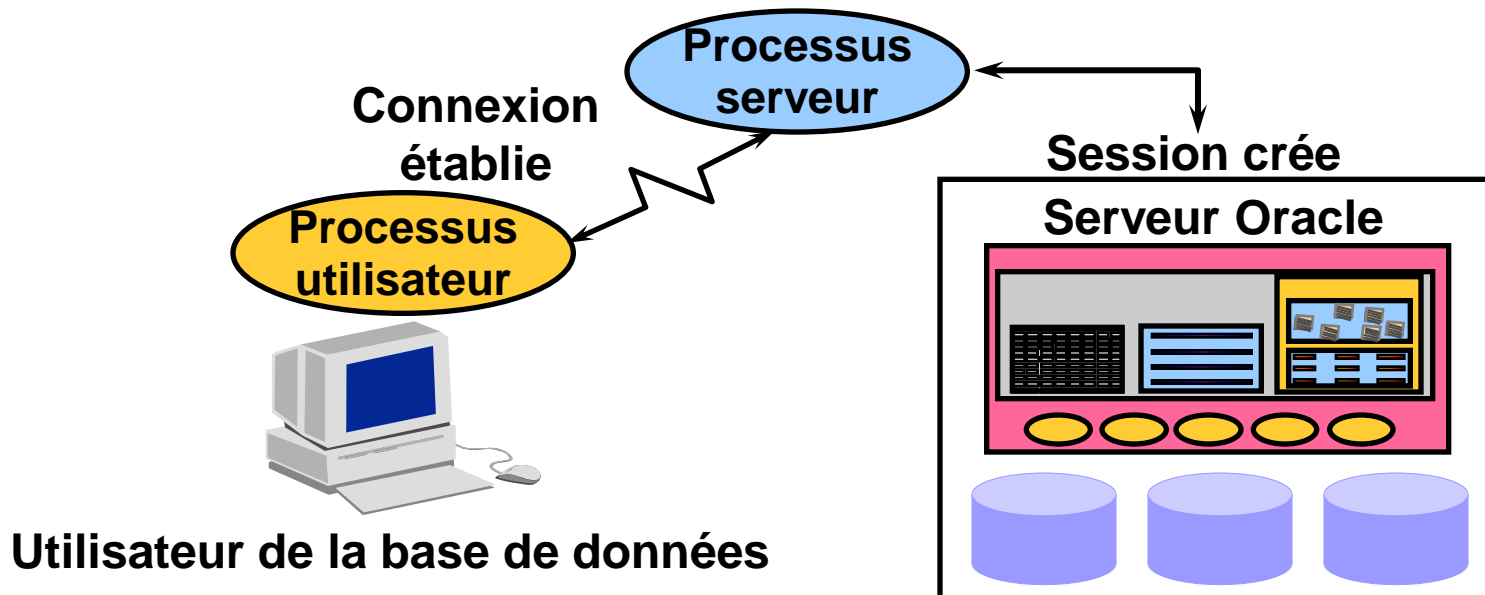 Processus
serveur
Connexion
établie
Session crée
Processus
utilisateur
Serveur Oracle
Utilisateur de la base de données